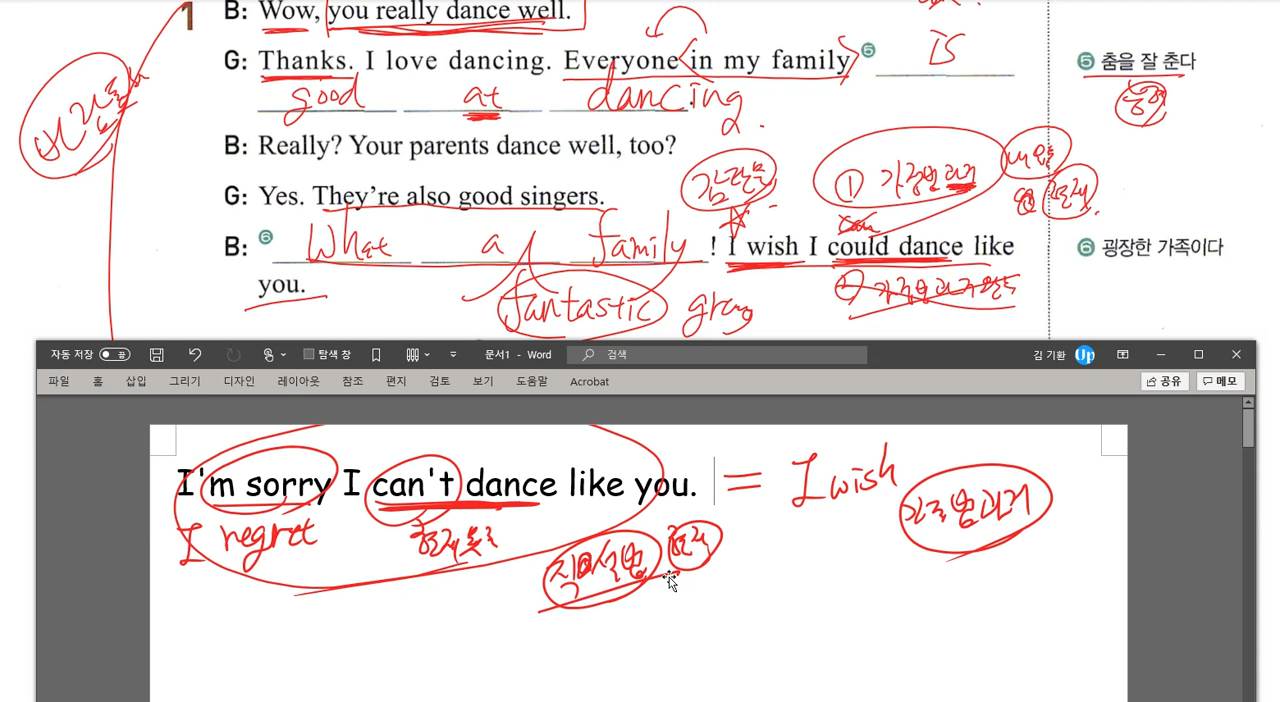 1
B: Wow, you really dance well.
G: Thanks. I love dancing. Everyone in my family ⑤ is
⑤ 춤을 잘 춘다
good at dancing.
B: Really? Your parents dance well, too?
G: Yes. They're also good singers.
감탄문
① 가정법 과거
B: ⑥ What a family! I wish I could dance like
⑥ 굉장한 가족이다
you.
fantastic
자동 저장 끔 탐색 창 문서1 - Word 검색 김 기환
파일 홈 삽입 그리기 디자인 레이아웃 참조 편지 검토 보기 도움말 Acrobat 공유 메모
I'm sorry I can't dance like you. = I wish
가정법 과거
I regret
직설법 현재